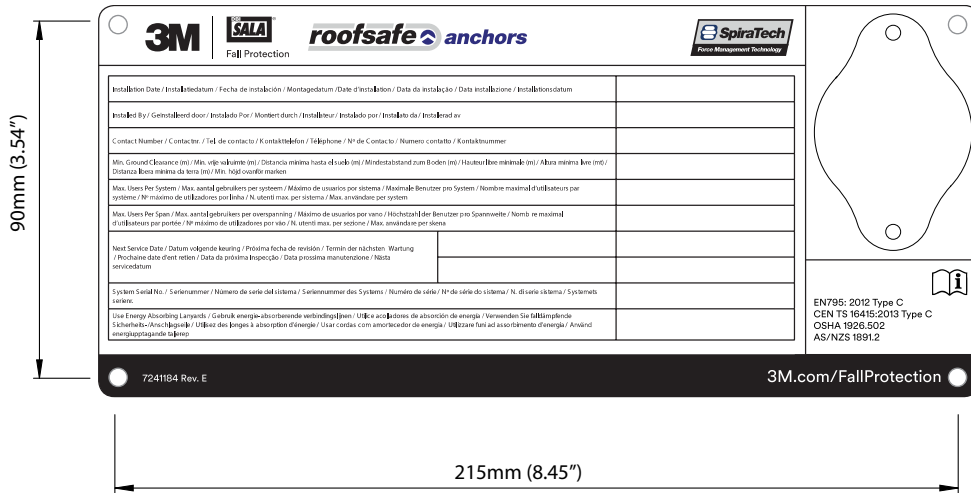 90mm (3.54”)
3M
DBI
SALA
Fall Protection
roofsafe anchors
SpiraTech
Force Management Technology
Installation Date / Installatiedatum / Fecha de instalación / Montagedatum /Date d'installation / Data da instalação / Data installazione / Installationsdatum
Installed By / Geïnstalleerd door / Instalado Por / Montiert durch / Installateur / Instalado por / Installato da / Installerad av
Contact Number / Contactnr. / Tel. de contacto / Kontakttelefon / Téléphone / Nº de Contacto / Numero contatto / Kontaktnummer
Min. Ground Clearance (m) / Min. vrije valruimte (m) / Distancia mínima hasta el suelo (m) / Mindestabstand zum Boden (m) / Hauteur libre minimale (m) / Altura mínima livre (mt) /
Distanza libera minima da terra (m) / Min. höjd ovanför marken
Max. Users Per System / Max. aantal gebruikers per systeem / Máximo de usuarios por sistema / Maximale Benutzer pro System / Nombre maximal d'utilisateurs par
système / Nº máximo de utilizadores por linha / N. utenti max. per sistema / Max. användare per system
Max. Users Per Span / Max. aantal gebruikers per overspanning / Máximo de usuarios por vano / Höchstzahl der Benutzer pro Spannweite / Nomb re maximal
d'utilisateurs par portée / Nº máximo de utilizadores por vão / N. utenti max. per sezione / Max. användare per skena
Next Service Date / Datum volgende keuring / Próxima fecha de revisión / Termin der nächsten Wartung
/ Prochaine date d'ent retien / Data da próxima Inspecção / Data prossima manutenzione / Nästa
servicedatum
System Serial No. / Serienummer / Número de serie del sistema / Seriennummer des Systems / Numéro de série / Nº de série do sistema / N. di serie sistema / Systemets
serienr.
Use Energy Absorbing Lanyards / Gebruik energie-absorberende verbindingslijnen / Utilice acolladores de absorción de energía / Verwenden Sie falldämpfende
Sicherheits-/Anschlagseile / Utilisez des longes à absorption d'énergie / Usar cordas com amortecedor de energia / Utilizzare funi ad assorbimento d'energia / Använd
energiupptagande taljerep
i
EN795: 2012 Type C
CEN TS 16415:2013 Type C
OSHA 1926.502
AS/NZS 1891.2
7241184 Rev. E
3M.com/FallProtection
215mm (8.45”)